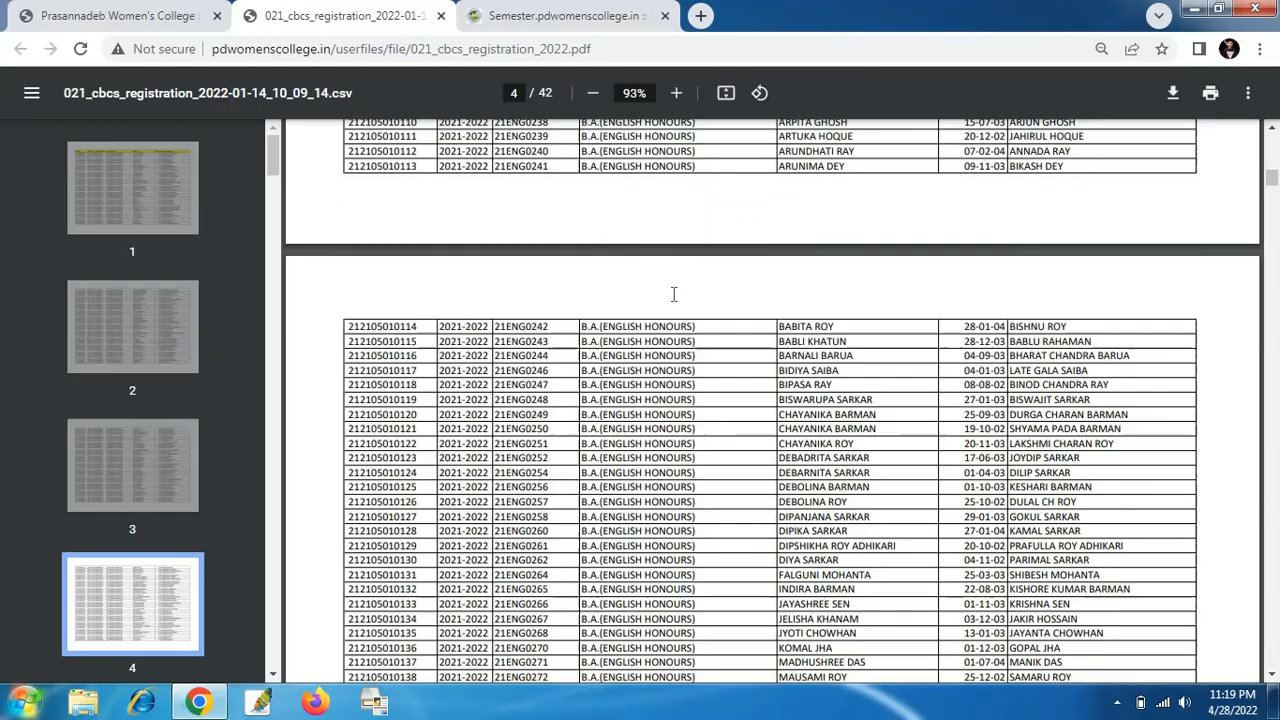 Prasannadeb Women's College 021_cbcs_registration_2022-01-1 Semester.pdwomenscollege.in ::
Not secure pdwomenscollege.in/userfiles/file/021_cbcs_registration_2022.pdf
021_cbcs_registration_2022-01-14_10_09_14.csv 4 / 42 93%
212105010110 2021-2022 21ENG0238 B.A.(ENGLISH HONOURS) ARPITA GHOSH 15-07-03 ARJUN GHOSH
212105010111 2021-2022 21ENG0239 B.A.(ENGLISH HONOURS) ARTUKA HOQUE 20-12-02 JAHIRUL HOQUE
212105010112 2021-2022 21ENG0240 B.A.(ENGLISH HONOURS) ARUNDHATI RAY 07-02-04 ANNADA RAY
212105010113 2021-2022 21ENG0241 B.A.(ENGLISH HONOURS) ARUNIMA DEY 09-11-03 BIKASH DEY
212105010114 2021-2022 21ENG0242 B.A.(ENGLISH HONOURS) BABITA ROY 28-01-04 BISHNU ROY
212105010115 2021-2022 21ENG0243 B.A.(ENGLISH HONOURS) BABLI KHATUN 28-12-03 BABLU RAHAMAN
212105010116 2021-2022 21ENG0244 B.A.(ENGLISH HONOURS) BARNALI BARUA 04-09-03 BHARAT CHANDRA BARUA
212105010117 2021-2022 21ENG0246 B.A.(ENGLISH HONOURS) BIDIYA SAIBA 04-01-03 LATE GALA SAIBA
212105010118 2021-2022 21ENG0247 B.A.(ENGLISH HONOURS) BIPASA RAY 08-08-02 BINOD CHANDRA RAY
212105010119 2021-2022 21ENG0248 B.A.(ENGLISH HONOURS) BISWARUPA SARKAR 27-01-03 BISWAJIT SARKAR
212105010120 2021-2022 21ENG0249 B.A.(ENGLISH HONOURS) CHAYANIKA BARMAN 25-09-03 DURGA CHARAN BARMAN
212105010121 2021-2022 21ENG0250 B.A.(ENGLISH HONOURS) CHAYANIKA BARMAN 19-10-02 SHYAMA PADA BARMAN
212105010122 2021-2022 21ENG0251 B.A.(ENGLISH HONOURS) CHAYANIKA ROY 20-11-03 LAKSHMI CHARAN ROY
212105010123 2021-2022 21ENG0252 B.A.(ENGLISH HONOURS) DEBADRITA SARKAR 17-06-03 JOYDIP SARKAR
212105010124 2021-2022 21ENG0254 B.A.(ENGLISH HONOURS) DEBARNITA SARKAR 01-04-03 DILIP SARKAR
212105010125 2021-2022 21ENG0256 B.A.(ENGLISH HONOURS) DEBOLINA BARMAN 01-10-03 KESHARI BARMAN
212105010126 2021-2022 21ENG0257 B.A.(ENGLISH HONOURS) DEBOLINA ROY 25-10-02 DULAL CH ROY
212105010127 2021-2022 21ENG0258 B.A.(ENGLISH HONOURS) DIPANJANA SARKAR 29-01-03 GOKUL SARKAR
212105010128 2021-2022 21ENG0260 B.A.(ENGLISH HONOURS) DIPIKA SARKAR 27-01-04 KAMAL SARKAR
212105010129 2021-2022 21ENG0261 B.A.(ENGLISH HONOURS) DIPSHIKHA ROY ADHIKARI 20-10-02 PRAFULLA ROY ADHIKARI
212105010130 2021-2022 21ENG0262 B.A.(ENGLISH HONOURS) DIYA SARKAR 04-11-02 PARIMAL SARKAR
212105010131 2021-2022 21ENG0264 B.A.(ENGLISH HONOURS) FALGUNI MOHANTA 25-03-03 SHIBESH MOHANTA
212105010132 2021-2022 21ENG0265 B.A.(ENGLISH HONOURS) INDIRA BARMAN 22-08-03 KISHORE KUMAR BARMAN
212105010133 2021-2022 21ENG0266 B.A.(ENGLISH HONOURS) JAYASHREE SEN 01-11-03 KRISHNA SEN
212105010134 2021-2022 21ENG0267 B.A.(ENGLISH HONOURS) JELISHA KHANAM 03-12-03 JAKIR HOSSAIN
212105010135 2021-2022 21ENG0268 B.A.(ENGLISH HONOURS) JYOTI CHOWHAN 13-01-03 JAYANTA CHOWHAN
212105010136 2021-2022 21ENG0270 B.A.(ENGLISH HONOURS) KOMAL JHA 01-12-03 GOPAL JHA
212105010137 2021-2022 21ENG0271 B.A.(ENGLISH HONOURS) MADHUSHREE DAS 01-07-04 MANIK DAS
212105010138 2021-2022 21ENG0272 B.A.(ENGLISH HONOURS) MAUSAMI ROY 25-12-02 SAMARU ROY
1
2
3
4
11:19 PM
4/28/2022